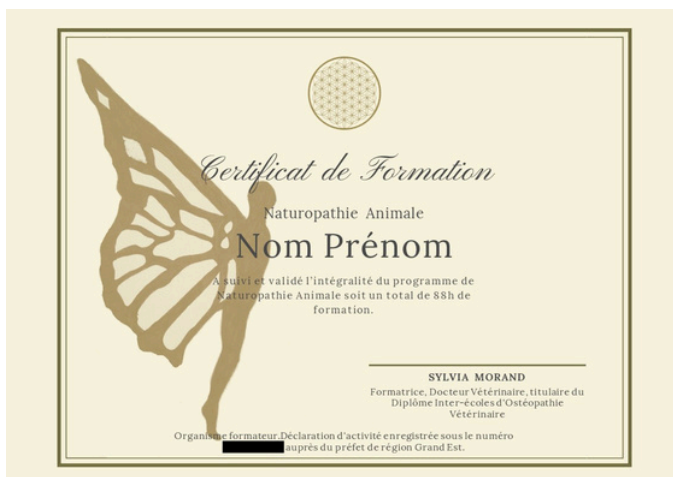 Certificat de Formation
Naturopathie Animale
Nom Prénom
A suivi et validé l'intégralité du programme de
Naturopathie Animale soit un total de 88h de
formation.
SYLVIA MORAND
Formatrice, Docteur Vétérinaire, titulaire du
Diplôme Inter-écoles d'Ostéopathie
Vétérinaire
Organisme formateur.Déclaration d'activité enregistrée sous le numéro
auprés du préfet de région Grand Est.